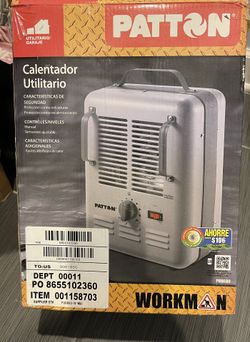 UTILITARIO/
GARAJE
PATTON
Calentador
Utilitario
CARACTERÍSTICAS DE
SEGURIDAD
CONTROLES/NIVELES
Manual
CARACTERÍSTICAS
ADICIONALES
PATTON
AHORRE
$106
TO:US
DEPT 00011
PO 8655102360
ITEM 001158703
WORKMAN